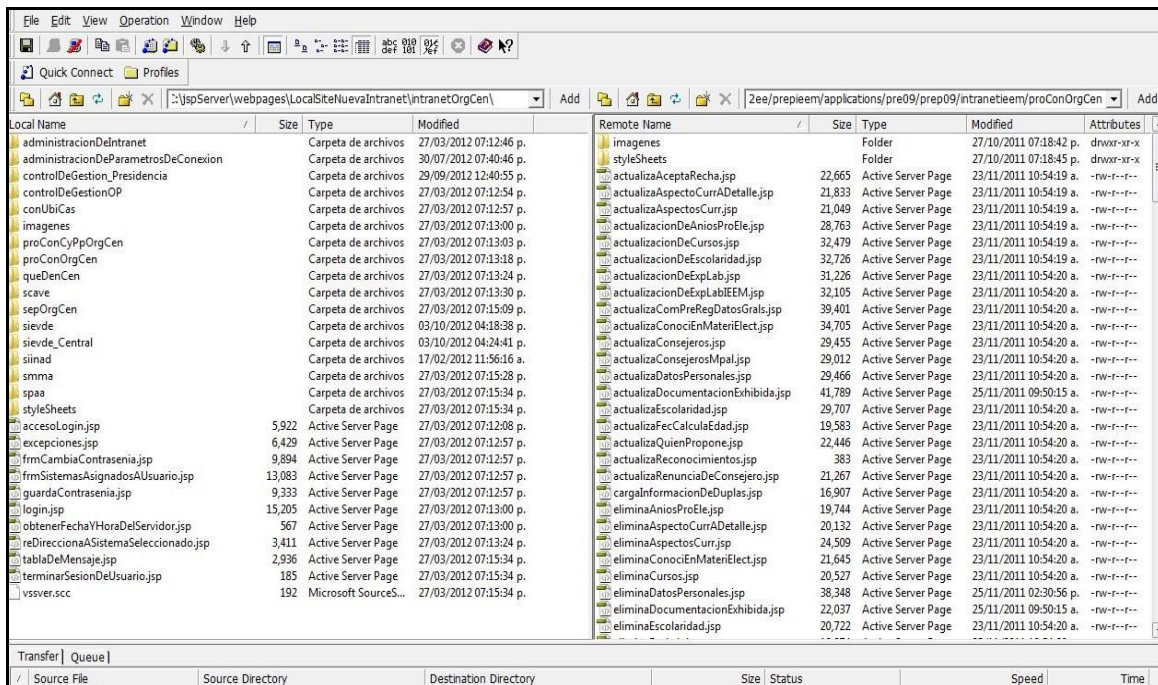 File Edit View Operation Window Help
abc def 010 101
Quick Connect Profiles
:\jspServer\webpages\LocalSiteNuevaIntranet\intranetOrgCen\ Add
2ee/prepieem/applications/pre09/prep09/intranetieem/proConOrgCen Add
Local Name / Size Type Modified
administracionDeIntranet Carpeta de archivos 27/03/2012 07:12:46 p.
administracionDeParametrosDeConexion Carpeta de archivos 30/07/2012 07:40:46 p.
controlDeGestion_Presidencia Carpeta de archivos 29/09/2012 12:40:55 p.
controlDeGestionOP Carpeta de archivos 27/03/2012 07:12:54 p.
conUbiCas Carpeta de archivos 27/03/2012 07:12:57 p.
imagenes Carpeta de archivos 27/03/2012 07:13:00 p.
proConCyPpOrgCen Carpeta de archivos 27/03/2012 07:13:03 p.
proConOrgCen Carpeta de archivos 27/03/2012 07:13:18 p.
queDenCen Carpeta de archivos 27/03/2012 07:13:24 p.
scave Carpeta de archivos 27/03/2012 07:13:30 p.
sepOrgCen Carpeta de archivos 27/03/2012 07:15:09 p.
sievde Carpeta de archivos 03/10/2012 04:18:38 p.
sievde_Central Carpeta de archivos 03/10/2012 04:24:41 p.
siinad Carpeta de archivos 17/02/2012 11:56:16 a.
smma Carpeta de archivos 27/03/2012 07:15:28 p.
spaa Carpeta de archivos 27/03/2012 07:15:34 p.
styleSheets Carpeta de archivos 27/03/2012 07:15:34 p.
accesoLogin.jsp 5,922 Active Server Page 27/03/2012 07:12:08 p.
excepciones.jsp 6,429 Active Server Page 27/03/2012 07:12:57 p.
frmCambiaContrasenia.jsp 9,894 Active Server Page 27/03/2012 07:12:57 p.
frmSistemasAsignadosAUsuario.jsp 13,083 Active Server Page 27/03/2012 07:12:57 p.
guardaContrasenia.jsp 9,333 Active Server Page 27/03/2012 07:12:57 p.
login.jsp 15,205 Active Server Page 27/03/2012 07:13:00 p.
obtenerFechaYHoraDelServidor.jsp 567 Active Server Page 27/03/2012 07:13:00 p.
reDireccionaASistemaSeleccionado.jsp 3,411 Active Server Page 27/03/2012 07:13:24 p.
tablaDeMensaje.jsp 2,936 Active Server Page 27/03/2012 07:15:34 p.
terminarSesionDeUsuario.jsp 185 Active Server Page 27/03/2012 07:15:34 p.
vssver.scc 192 Microsoft SourceS... 27/03/2012 07:15:34 p.
Remote Name / Size Type Modified Attributes
imagenes Folder 27/10/2011 07:18:42 p. drwxr-xr-x
styleSheets Folder 27/10/2011 07:18:45 p. drwxr-xr-x
actualizaAceptaRecha.jsp 22,665 Active Server Page 23/11/2011 10:54:19 a. -rw-r--r--
actualizaAspectoCurrADetalle.jsp 21,833 Active Server Page 23/11/2011 10:54:19 a. -rw-r--r--
actualizaAspectosCurr.jsp 21,049 Active Server Page 23/11/2011 10:54:19 a. -rw-r--r--
actualizacionDeAniosProEle.jsp 28,763 Active Server Page 23/11/2011 10:54:19 a. -rw-r--r--
actualizacionDeCursos.jsp 32,479 Active Server Page 23/11/2011 10:54:19 a. -rw-r--r--
actualizacionDeEscolaridad.jsp 32,726 Active Server Page 23/11/2011 10:54:19 a. -rw-r--r--
actualizacionDeExpLab.jsp 31,226 Active Server Page 23/11/2011 10:54:20 a. -rw-r--r--
actualizacionDeExpLabIEEM.jsp 32,105 Active Server Page 23/11/2011 10:54:20 a. -rw-r--r--
actualizaComPreRegDatosGrals.jsp 39,401 Active Server Page 23/11/2011 10:54:20 a. -rw-r--r--
actualizaConociEnMateriElect.jsp 34,705 Active Server Page 23/11/2011 10:54:20 a. -rw-r--r--
actualizaConsejeros.jsp 29,455 Active Server Page 23/11/2011 10:54:20 a. -rw-r--r--
actualizaConsejerosMpal.jsp 29,012 Active Server Page 23/11/2011 10:54:20 a. -rw-r--r--
actualizaDatosPersonales.jsp 29,466 Active Server Page 23/11/2011 10:54:20 a. -rw-r--r--
actualizaDocumentacionExhibida.jsp 41,789 Active Server Page 25/11/2011 09:50:15 a. -rw-r--r--
actualizaEscolaridad.jsp 29,707 Active Server Page 23/11/2011 10:54:20 a. -rw-r--r--
actualizaFecCalculaEdad.jsp 19,583 Active Server Page 23/11/2011 10:54:20 a. -rw-r--r--
actualizaQuienPropone.jsp 22,446 Active Server Page 23/11/2011 10:54:20 a. -rw-r--r--
actualizaReconocimientos.jsp 383 Active Server Page 23/11/2011 10:54:20 a. -rw-r--r--
actualizaRenunciaDeConsejero.jsp 21,267 Active Server Page 23/11/2011 10:54:20 a. -rw-r--r--
cargaInformacionDeDuplas.jsp 16,907 Active Server Page 23/11/2011 10:54:20 a. -rw-r--r--
eliminaAniosProEle.jsp 19,744 Active Server Page 23/11/2011 10:54:20 a. -rw-r--r--
eliminaAspectoCurrADetalle.jsp 20,132 Active Server Page 23/11/2011 10:54:20 a. -rw-r--r--
eliminaAspectosCurr.jsp 24,509 Active Server Page 23/11/2011 10:54:20 a. -rw-r--r--
eliminaConociEnMateriElect.jsp 21,645 Active Server Page 23/11/2011 10:54:20 a. -rw-r--r--
eliminaCursos.jsp 20,527 Active Server Page 23/11/2011 10:54:20 a. -rw-r--r--
eliminaDatosPersonales.jsp 38,348 Active Server Page 25/11/2011 02:30:56 p. -rw-r--r--
eliminaDocumentacionExhibida.jsp 22,037 Active Server Page 25/11/2011 09:50:15 a. -rw-r--r--
eliminaEscolaridad.jsp 20,722 Active Server Page 23/11/2011 10:54:20 a. -rw-r--r--
Transfer Queue
/ Source File Source Directory Destination Directory Size Status Speed Time